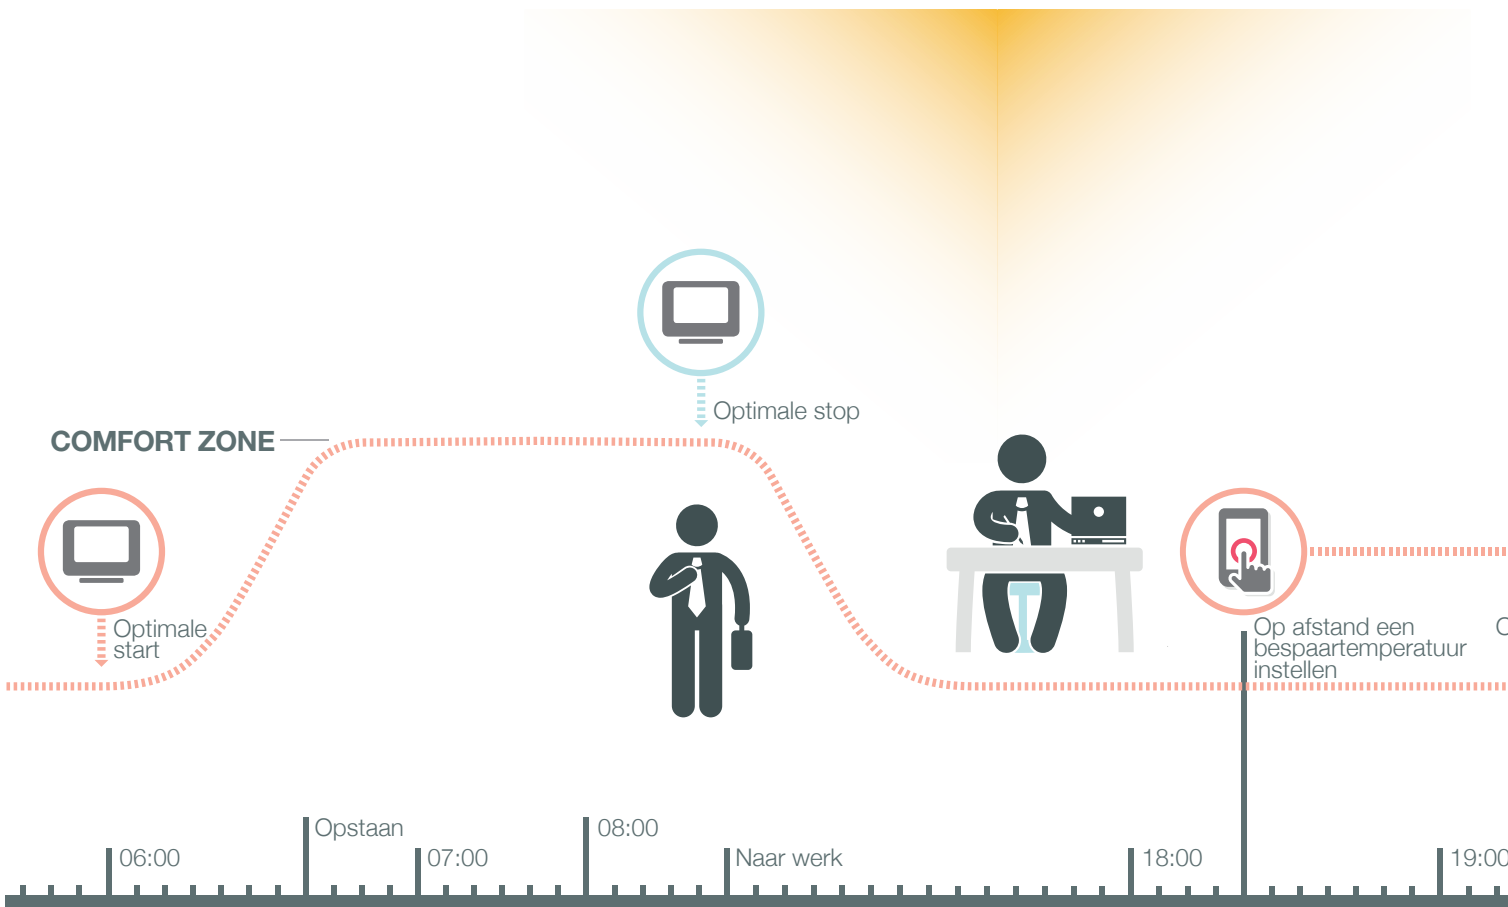 Optimale stop
COMFORT ZONE
Optimale
start
Op afstand een
bespaartemperatuur
instellen
Opstaan
08:00
06:00
07:00
Naar werk
18:00
19:00